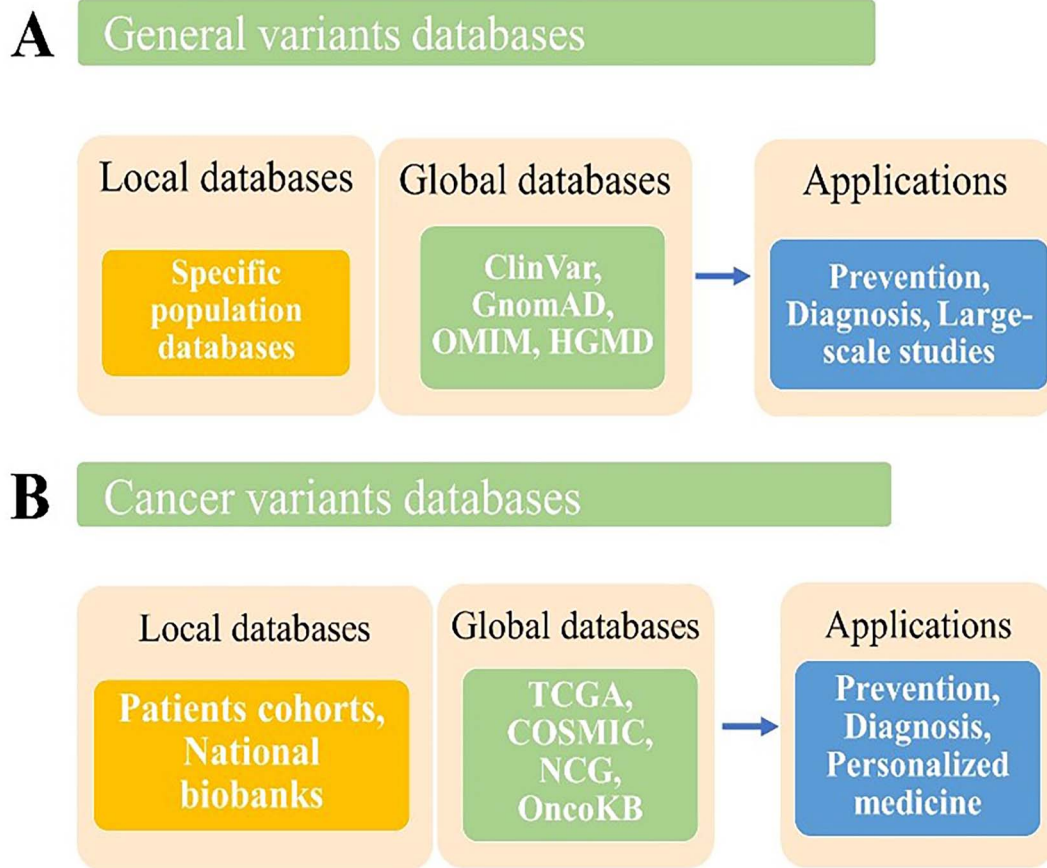 A
General variants databases
Local databases
Specific
population
databases
Global databases
ClinVar,
GnomAD,
OMIM, HGMD
Applications
Prevention,
Diagnosis, Large-
scale studies
B
Cancer variants databases
Local databases
Patients cohorts,
National
biobanks
Global databases
TCGA,
COSMIC,
NCG,
OncoKB
Applications
Prevention,
Diagnosis,
Personalized
medicine